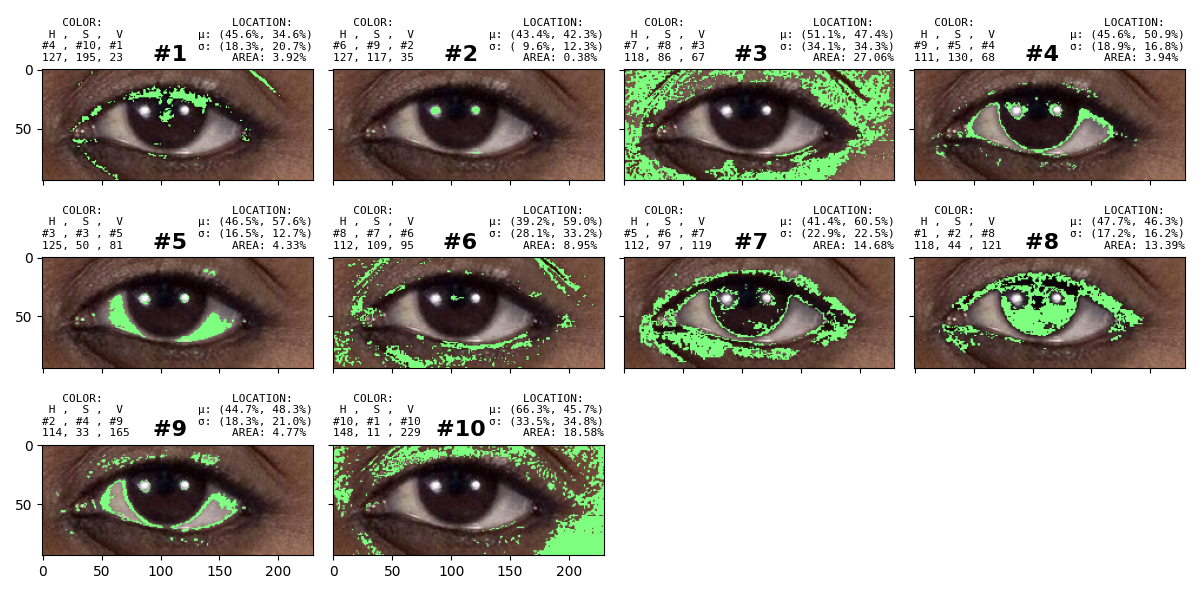 COLOR: LOCATION:
H , S , V μ: (45.6%, 34.6%)
#4 , #10, #1 σ: (18.3%, 20.7%)
127, 195, 23 #1 AREA: 3.92%
COLOR: LOCATION:
H , S , V μ: (43.4%, 42.3%)
#6 , #9 , #2 σ: ( 9.6%, 12.3%)
127, 117, 35 #2 AREA: 0.38%
COLOR: LOCATION:
H , S , V μ: (51.1%, 47.4%)
#7 , #8 , #3 σ: (34.1%, 34.3%)
118, 86 , 67 #3 AREA: 27.06%
COLOR: LOCATION:
H , S , V μ: (45.6%, 50.9%)
#9 , #5 , #4 σ: (18.9%, 16.8%)
111, 130, 68 #4 AREA: 3.94%
0
50
COLOR: LOCATION:
H , S , V μ: (46.5%, 57.6%)
#3 , #3 , #5 σ: (16.5%, 12.7%)
125, 50 , 81 #5 AREA: 4.33%
COLOR: LOCATION:
H , S , V μ: (39.2%, 59.0%)
#8 , #7 , #6 σ: (28.1%, 33.2%)
112, 109, 95 #6 AREA: 8.95%
COLOR: LOCATION:
H , S , V μ: (41.4%, 60.5%)
#5 , #6 , #7 σ: (22.9%, 22.5%)
112, 97 , 119 #7 AREA: 14.68%
COLOR: LOCATION:
H , S , V μ: (47.7%, 46.3%)
#1 , #2 , #8 σ: (17.2%, 16.2%)
118, 44 , 121 #8 AREA: 13.39%
0
50
COLOR: LOCATION:
H , S , V μ: (44.7%, 48.3%)
#2 , #4 , #9 σ: (18.3%, 21.0%)
114, 33 , 165 #9 AREA: 4.77%
COLOR: LOCATION:
H , S , V μ: (66.3%, 45.7%)
#10, #1 , #10 σ: (33.5%, 34.8%)
148, 11 , 229 #10 AREA: 18.58%
0
50
0 50 100 150 200
0 50 100 150 200